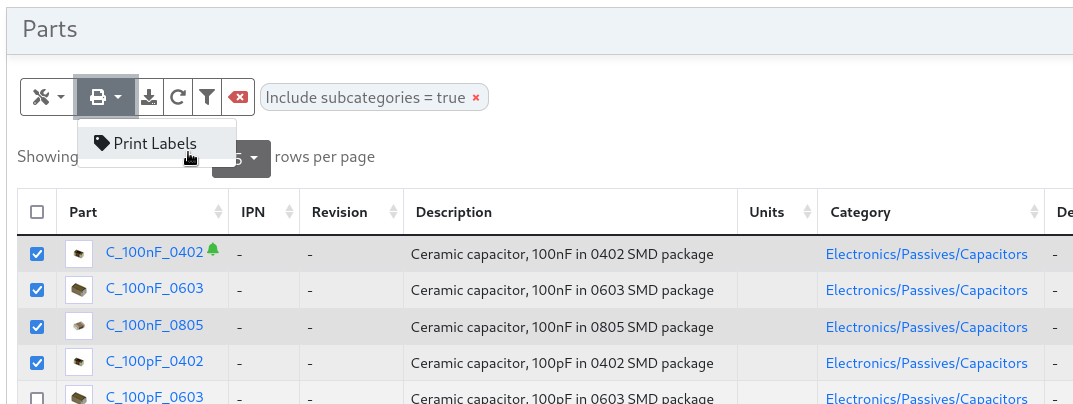 Parts
Include subcategories = true ×
Print Labels
Showing 5 rows per page
Part IPN Revision Description Units Category De
C_100nF_0402 - - Ceramic capacitor, 100nF in 0402 SMD package Electronics/Passives/Capacitors -
C_100nF_0603 - - Ceramic capacitor, 100nF in 0603 SMD package Electronics/Passives/Capacitors -
C_100nF_0805 - - Ceramic capacitor, 100nF in 0805 SMD package Electronics/Passives/Capacitors -
C_100pF_0402 - - Ceramic capacitor, 100pF in 0402 SMD package Electronics/Passives/Capacitors -
C_100pF_0603 - - Ceramic capacitor, 100pF in 0603 SMD package Electronics/Passives/Capacitors -